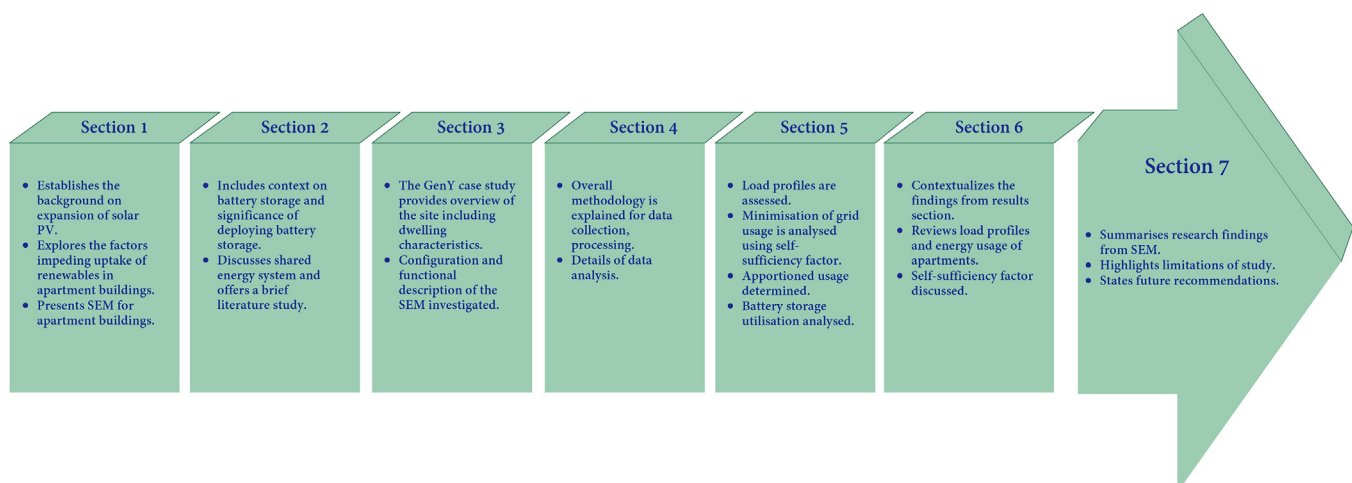 Section 1
• Establishes the
background on
expansion of solar
PV.
• Explores the factors
impeding uptake of
renewables in
apartment buildings.
• Presents SEM for
apartment buildings.
Section 2
• Includes context on
battery storage and
significance of
deploying battery
storage.
• Discusses shared
energy system and
offers a brief
literature study.
Section 3
• The GenY case study
provides overview of
the site including
dwelling
characteristics.
• Configuration and
functional
description of the
SEM investigated.
Section 4
• Overall
methodology is
explained for data
collection,
processing.
• Details of data
analysis.
Section 5
• Load profiles are
assessed.
• Minimisation of grid
usage is analysed
using self-
sufficiency factor.
• Apportioned usage
determined.
• Battery storage
utilisation analysed.
Section 6
• Contextualizes the
findings from results
section.
• Reviews load profiles
and energy usage of
apartments.
• Self-sufficiency factor
discussed.
Section 7
• Summarises research findings
from SEM.
• Highlights limitations of study.
• States future recommendations.